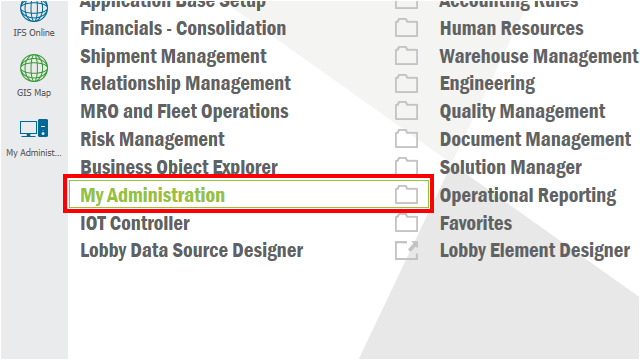 Application Base Setup
Accounting Rules
IFS Online
Financials - Consolidation
Human Resources
Shipment Management
Warehouse Management
GIS Map
Relationship Management
Engineering
MRO and Fleet Operations
Quality Management
My Administ...
Risk Management
Document Management
Business Object Explorer
Solution Manager
My Administration
Operational Reporting
IOT Controller
Favorites
Lobby Data Source Designer
Lobby Element Designer